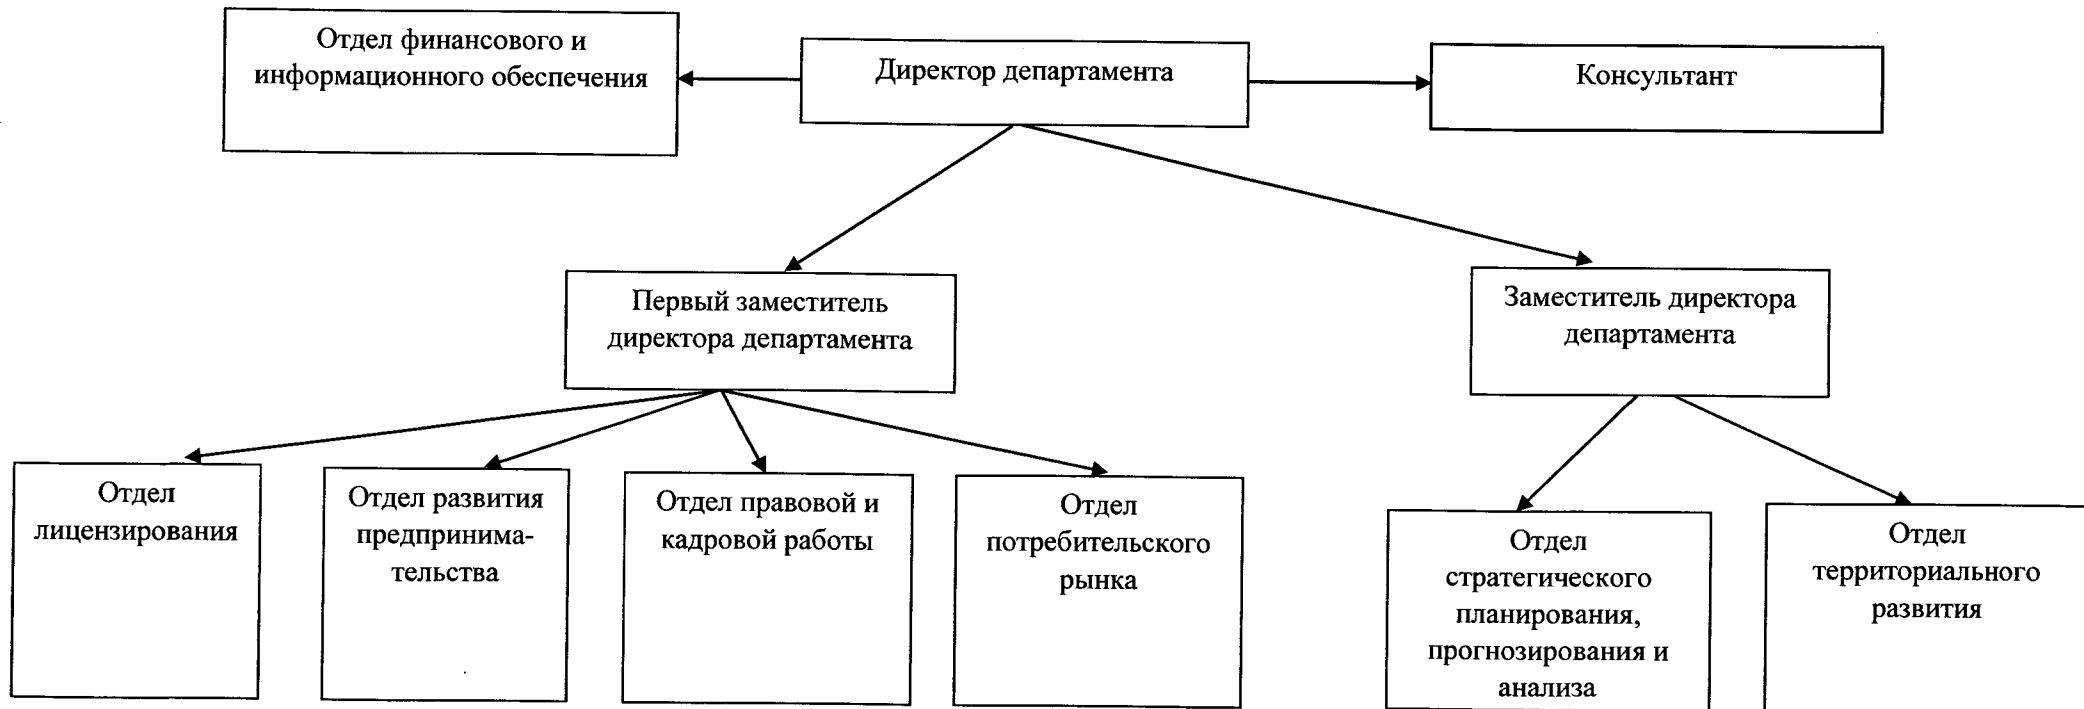 Отдел финансового и
информационного обеспечения
Директор департамента
Консультант
Первый заместитель
директора департамента
Заместитель директора
департамента
Отдел
лицензирования
Отдел развития
предпринима-
тельства
Отдел правовой и
кадровой работы
Отдел
потребительского
рынка
Отдел
стратегического
планирования,
прогнозирования и
анализа
Отдел
территориального
развития